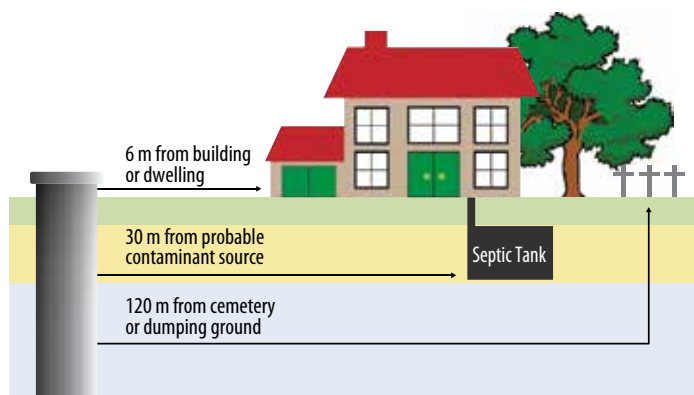 6 m from building
or dwelling
30 m from probable
contaminant source
Septic Tank
120 m from cemetery
or dumping ground